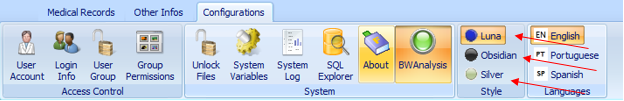 Medical Records Other Infos Configurations
User Account
Login Info
User Group
Group Permissions
Access Control
Unlock Files
System Variables
System Log
SQL Explorer
About
BWAnalysis
System
Luna
Obsidian
Silver
Style
EN English
PT Portuguese
SP Spanish
Languages